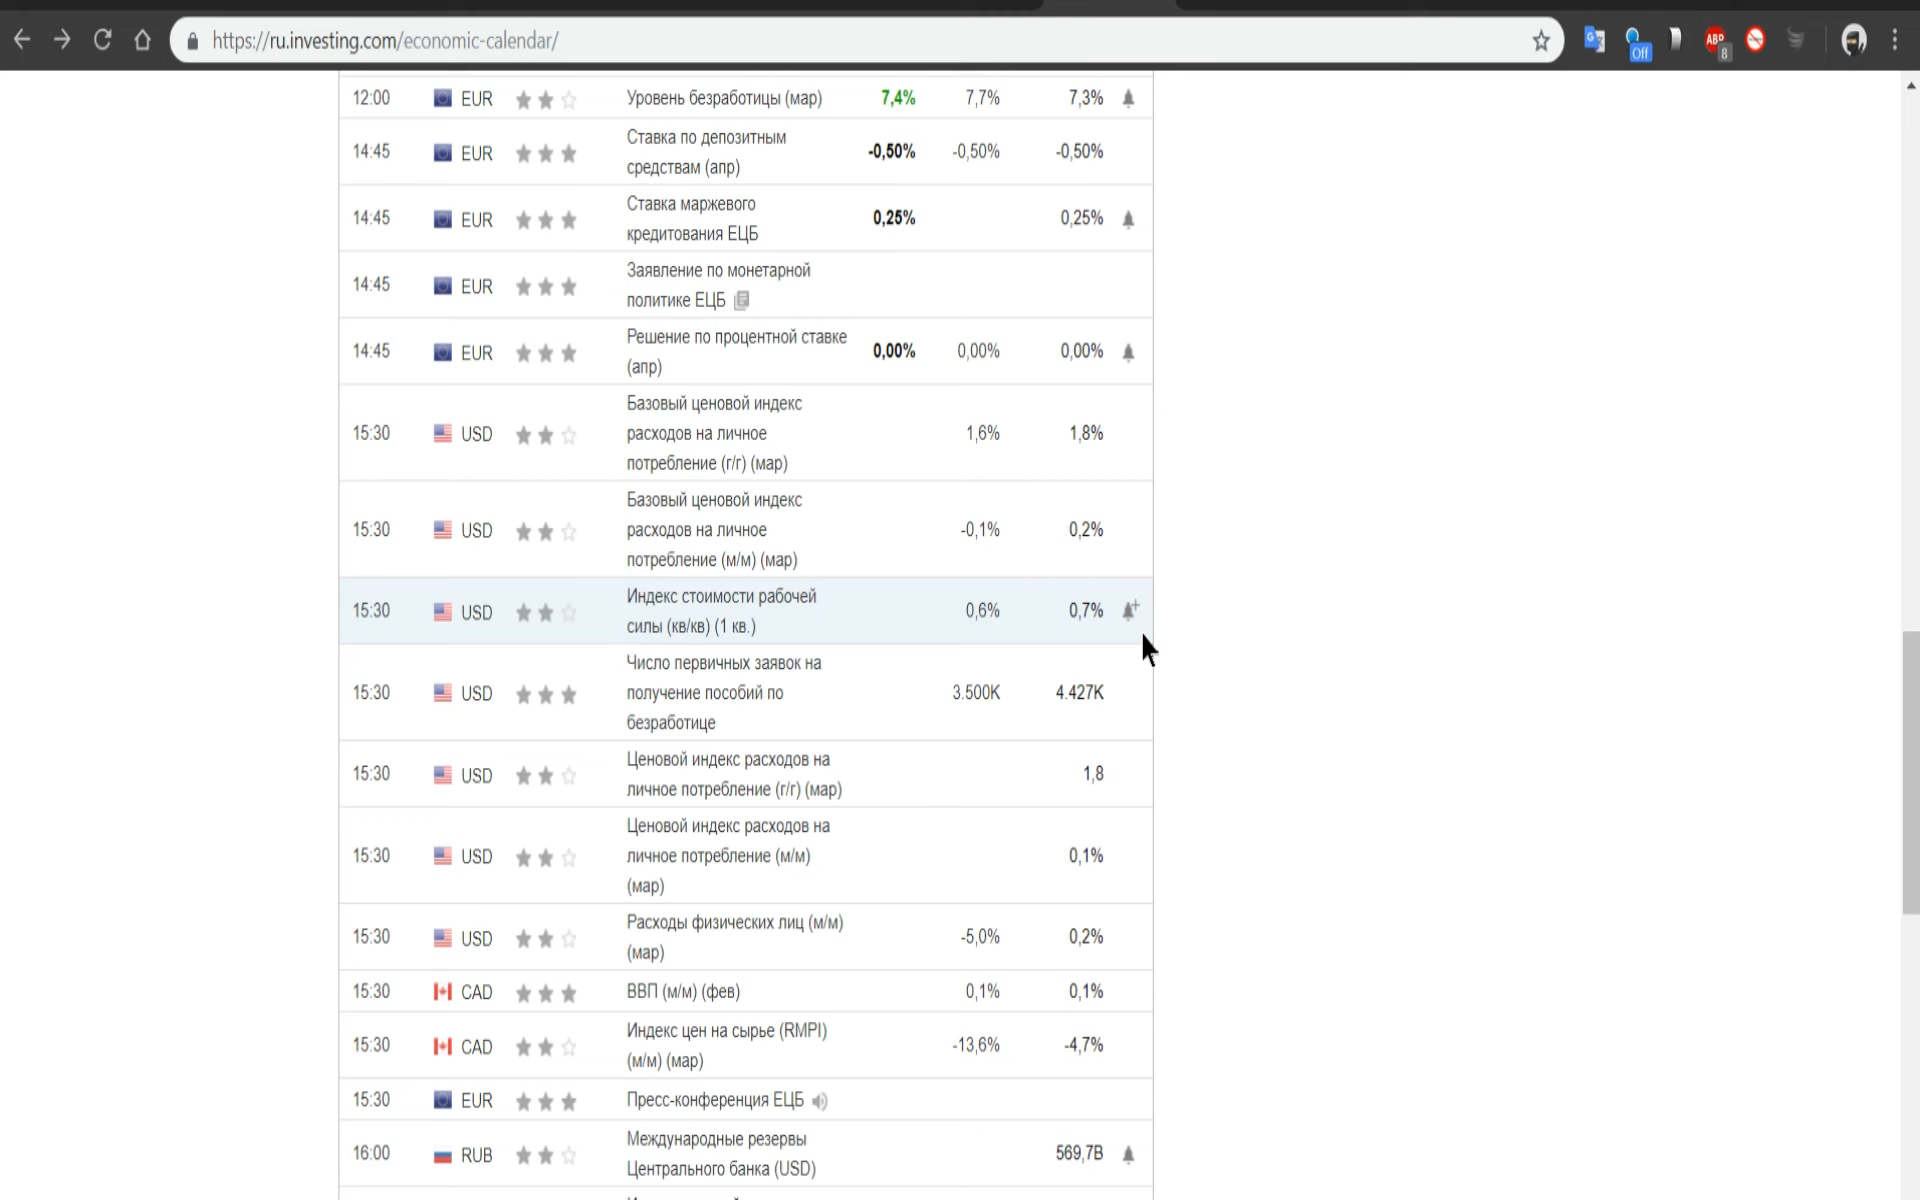 https://ru.investing.com/economic-calendar/
Off
ABP
8
12:00 EUR Уровень безработицы (мар) 7,4% 7,7% 7,3%
14:45 EUR Ставка по депозитным -0,50% -0,50% -0,50%
средствам (апр)
14:45 EUR Ставка маржевого 0,25% 0,25%
кредитования ЕЦБ
14:45 EUR Заявление по монетарной
политике ЕЦБ
14:45 EUR Решение по процентной ставке 0,00% 0,00% 0,00%
(апр)
Базовый ценовой индекс
15:30 USD расходов на личное 1,6% 1,8%
потребление (г/г) (мар)
Базовый ценовой индекс
15:30 USD расходов на личное -0,1% 0,2%
потребление (м/м) (мар)
15:30 USD Индекс стоимости рабочей 0,6% 0,7%
силы (кв/кв) (1 кв.)
Число первичных заявок на
15:30 USD получение пособий по 3.500K 4.427K
безработице
15:30 USD Ценовой индекс расходов на 1,8
личное потребление (г/г) (мар)
Ценовой индекс расходов на
15:30 USD личное потребление (м/м) 0,1%
(мар)
15:30 USD Расходы физических лиц (м/м) -5,0% 0,2%
(мар)
15:30 CAD ВВП (м/м) (фев) 0,1% 0,1%
15:30 CAD Индекс цен на сырье (RMPI) -13,6% -4,7%
(м/м) (мар)
15:30 EUR Пресс-конференция ЕЦБ
16:00 RUB Международные резервы 569,7B
Центрального банка (USD)